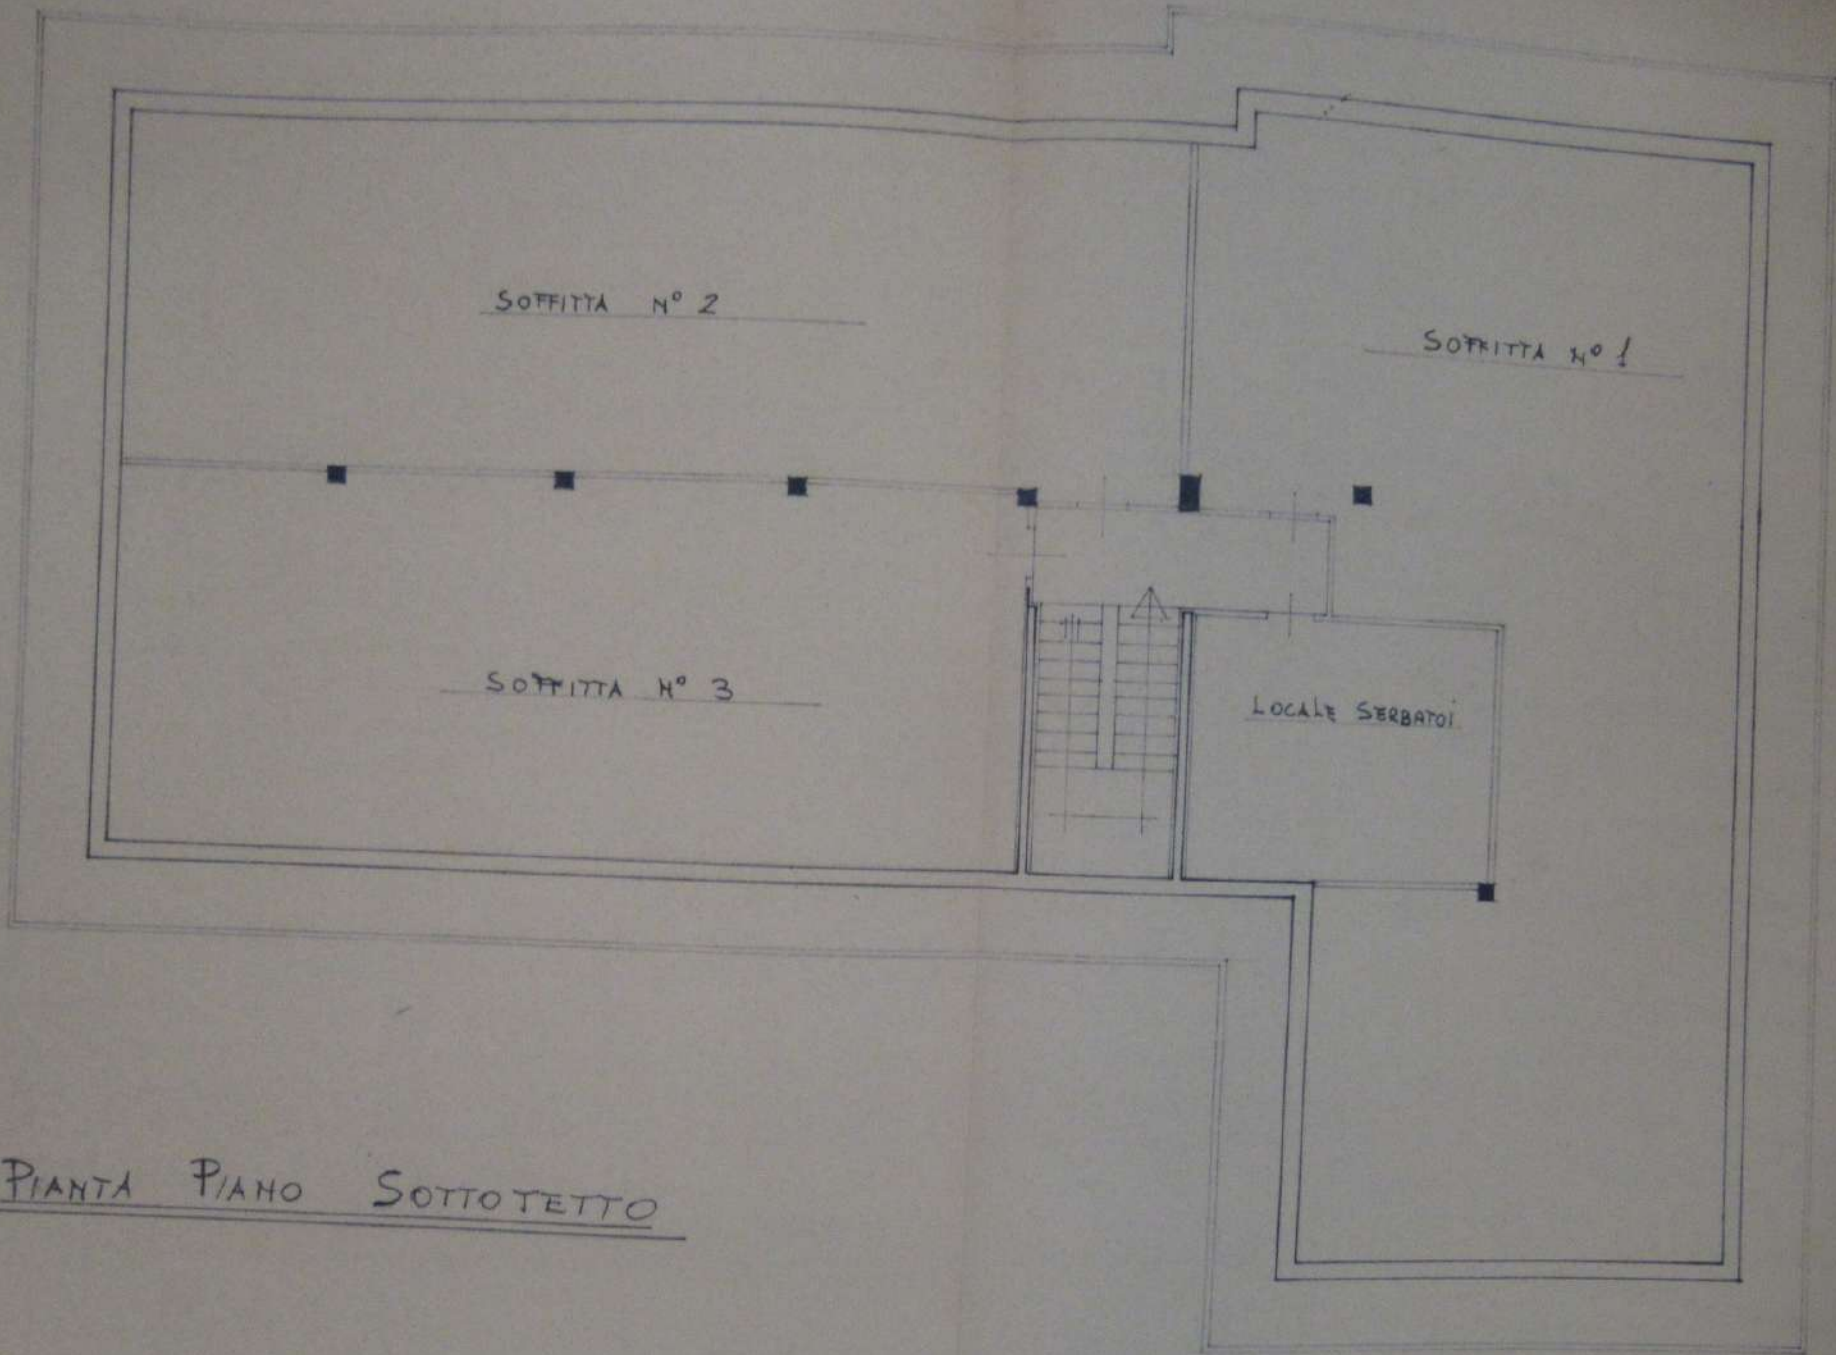 SOFFITTA N° 2
SOFFITTA N° 1
SOFFITTA N° 3
LOCALE SERBATOI
PIANTA PIANO SOTTOTETTO